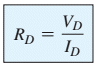 R_D = V_D / I_D